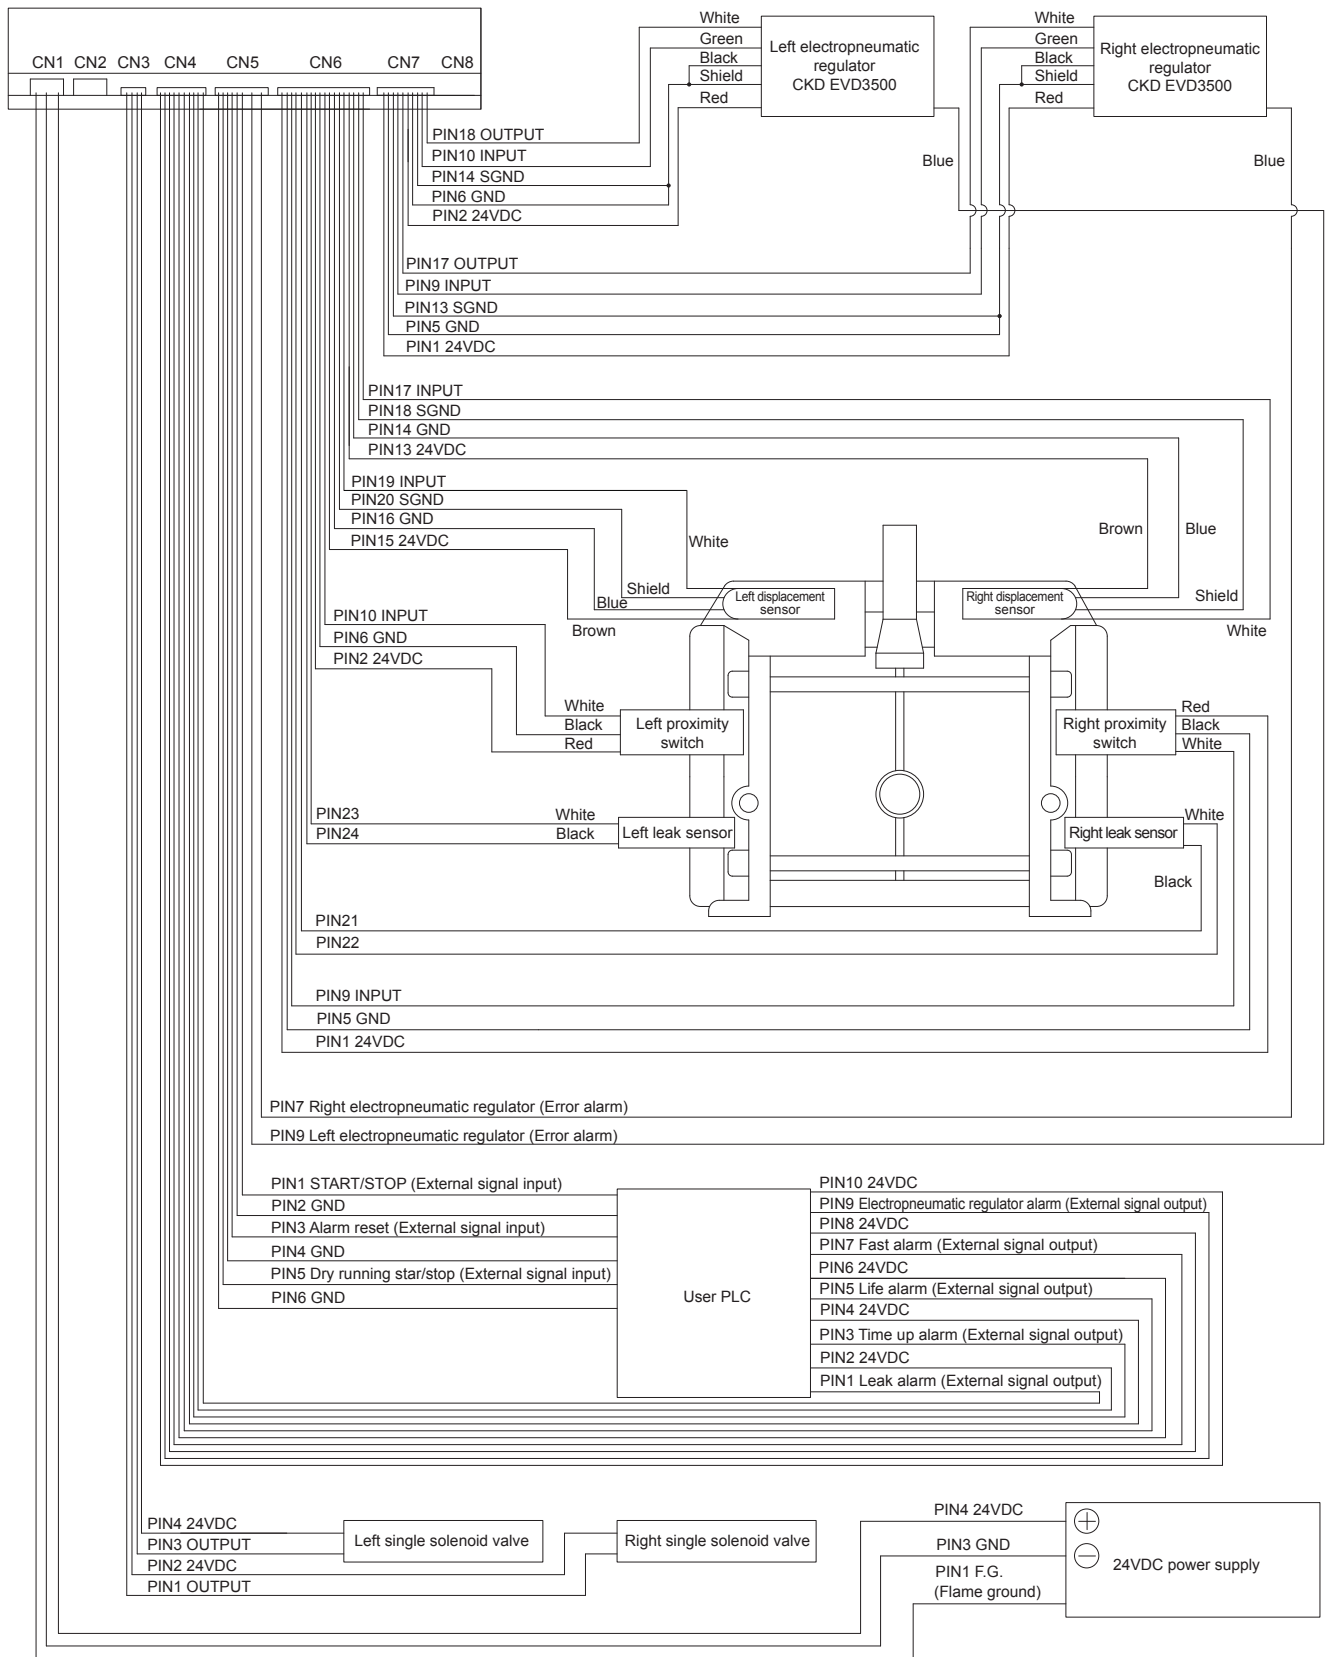 CN1 CN2 CN3 CN4 CN5 CN6 CN7 CN8
White
Green
Black
Shield
Red
Left electropneumatic
regulator
CKD EVD3500
Blue
White
Green
Black
Shield
Red
Right electropneumatic
regulator
CKD EVD3500
Blue
PIN18 OUTPUT
PIN10 INPUT
PIN14 SGND
PIN6 GND
PIN2 24VDC
PIN17 OUTPUT
PIN9 INPUT
PIN13 SGND
PIN5 GND
PIN1 24VDC
PIN17 INPUT
PIN18 SGND
PIN14 GND
PIN13 24VDC
PIN19 INPUT
PIN20 SGND
PIN16 GND
PIN15 24VDC
White
Brown
Blue
Shield
Blue
Brown
Left displacement
sensor
Right displacement
sensor
Shield
White
PIN10 INPUT
PIN6 GND
PIN2 24VDC
White
Black
Red
Left proximity
switch
Right proximity
switch
Red
Black
White
PIN23
PIN24
White
Black
Left leak sensor
Right leak sensor
White
Black
PIN21
PIN22
PIN9 INPUT
PIN5 GND
PIN1 24VDC
PIN7 Right electropneumatic regulator (Error alarm)
PIN9 Left electropneumatic regulator (Error alarm)
PIN1 START/STOP (External signal input)
PIN2 GND
PIN3 Alarm reset (External signal input)
PIN4 GND
PIN5 Dry running star/stop (External signal input)
PIN6 GND
User PLC
PIN10 24VDC
PIN9 Electropneumatic regulator alarm (External signal output)
PIN8 24VDC
PIN7 Fast alarm (External signal output)
PIN6 24VDC
PIN5 Life alarm (External signal output)
PIN4 24VDC
PIN3 Time up alarm (External signal output)
PIN2 24VDC
PIN1 Leak alarm (External signal output)
PIN4 24VDC
PIN3 OUTPUT
PIN2 24VDC
PIN1 OUTPUT
Left single solenoid valve
Right single solenoid valve
PIN4 24VDC
PIN3 GND
PIN1 F.G.
(Flame ground)
24VDC power supply